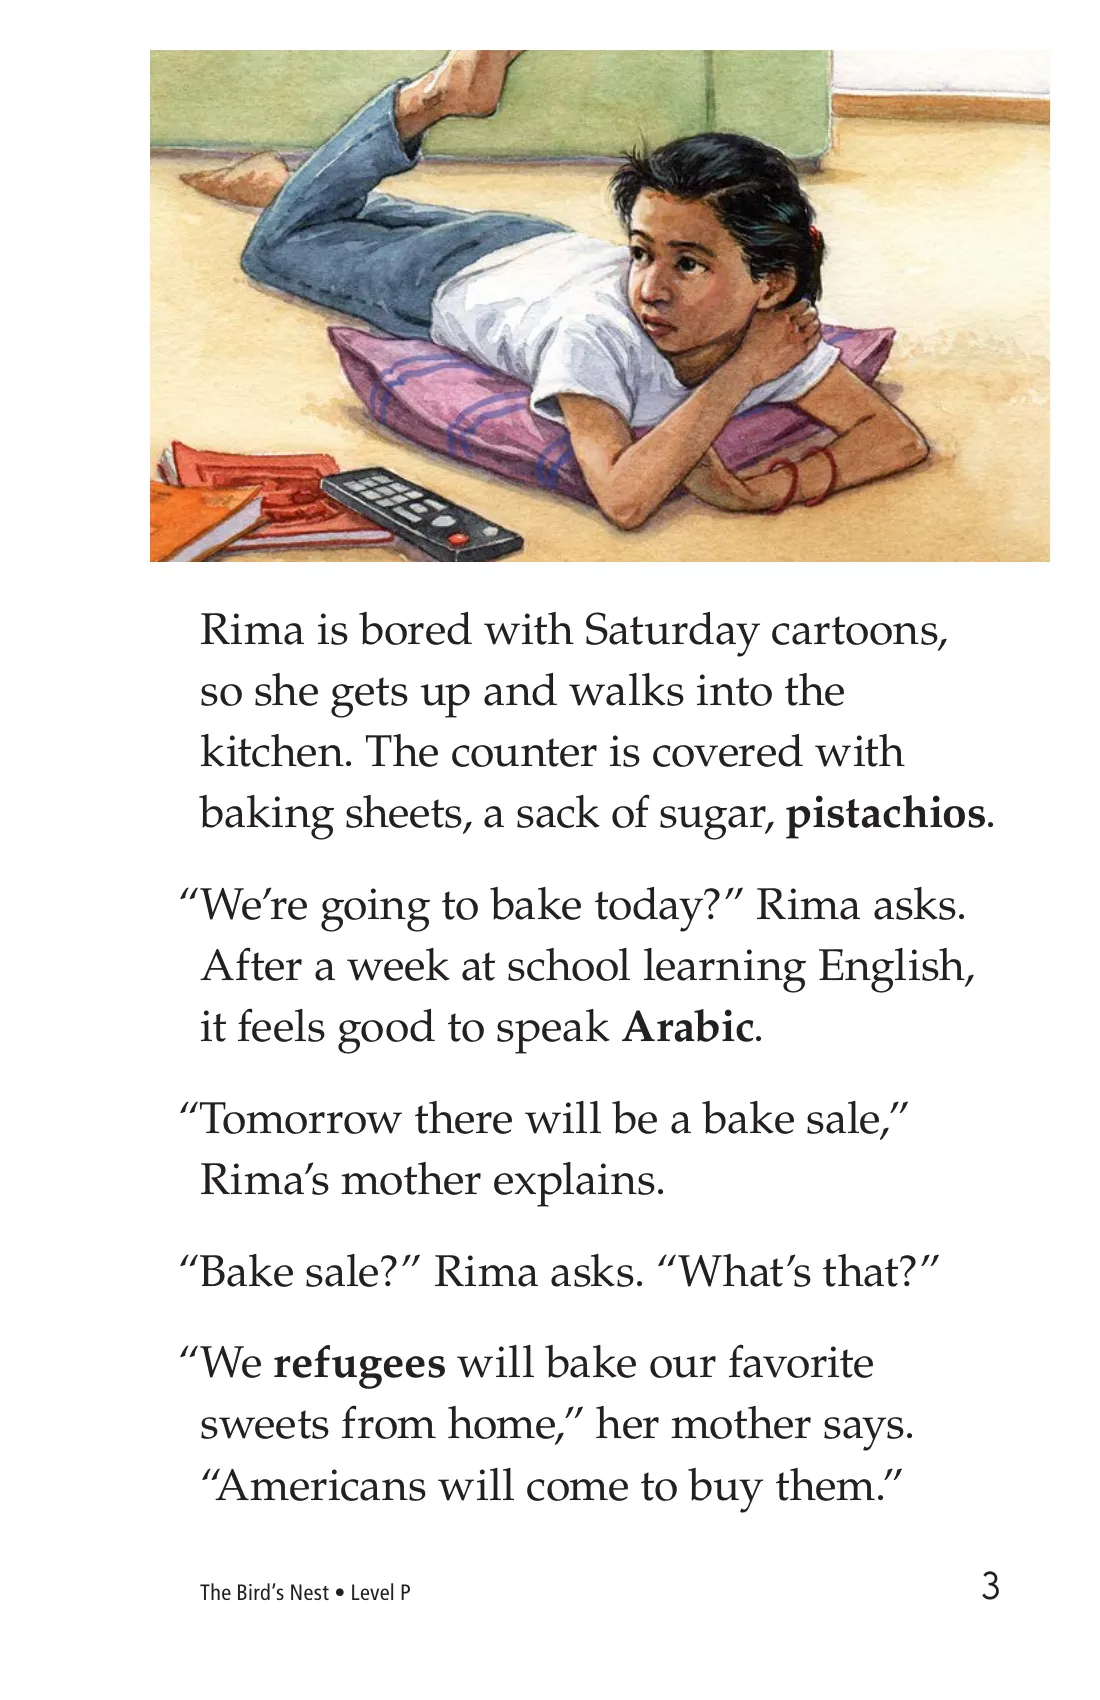 Rima is bored with Saturday cartoons,
so she gets up and walks into the
kitchen. The counter is covered with
baking sheets, a sack of sugar, pistachios.
“We’re going to bake today?” Rima asks.
After a week at school learning English,
it feels good to speak Arabic.
“Tomorrow there will be a bake sale,”
Rima’s mother explains.
“Bake sale?” Rima asks. “What’s that?”
“We refugees will bake our favorite
sweets from home,” her mother says.
“Americans will come to buy them.”
The Bird’s Nest • Level P
3